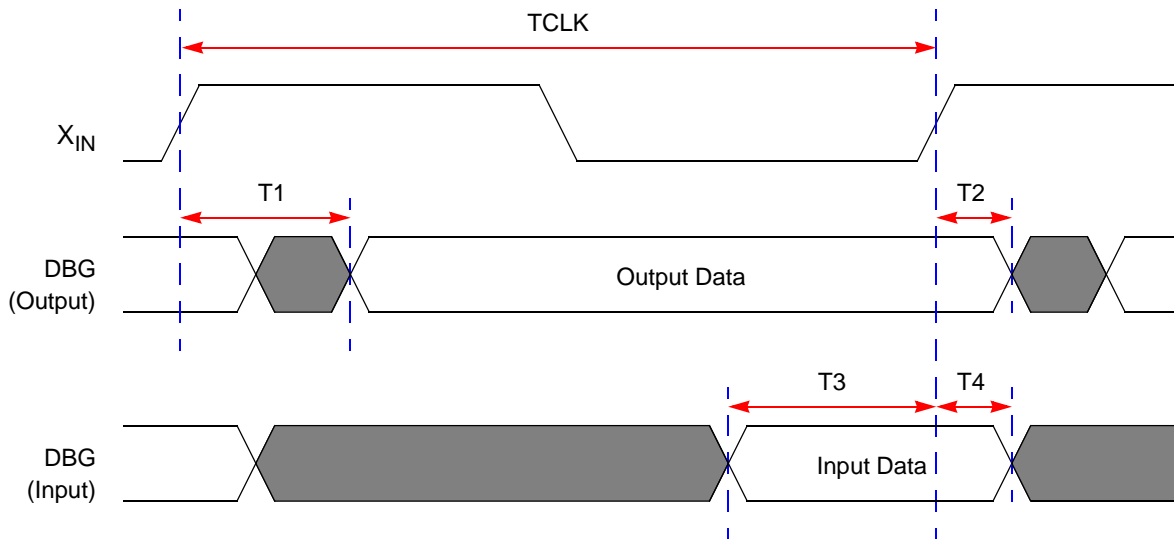 TCLK
XIN
T1
T2
DBG
(Output)
Output Data
T3
T4
DBG
(Input)
Input Data